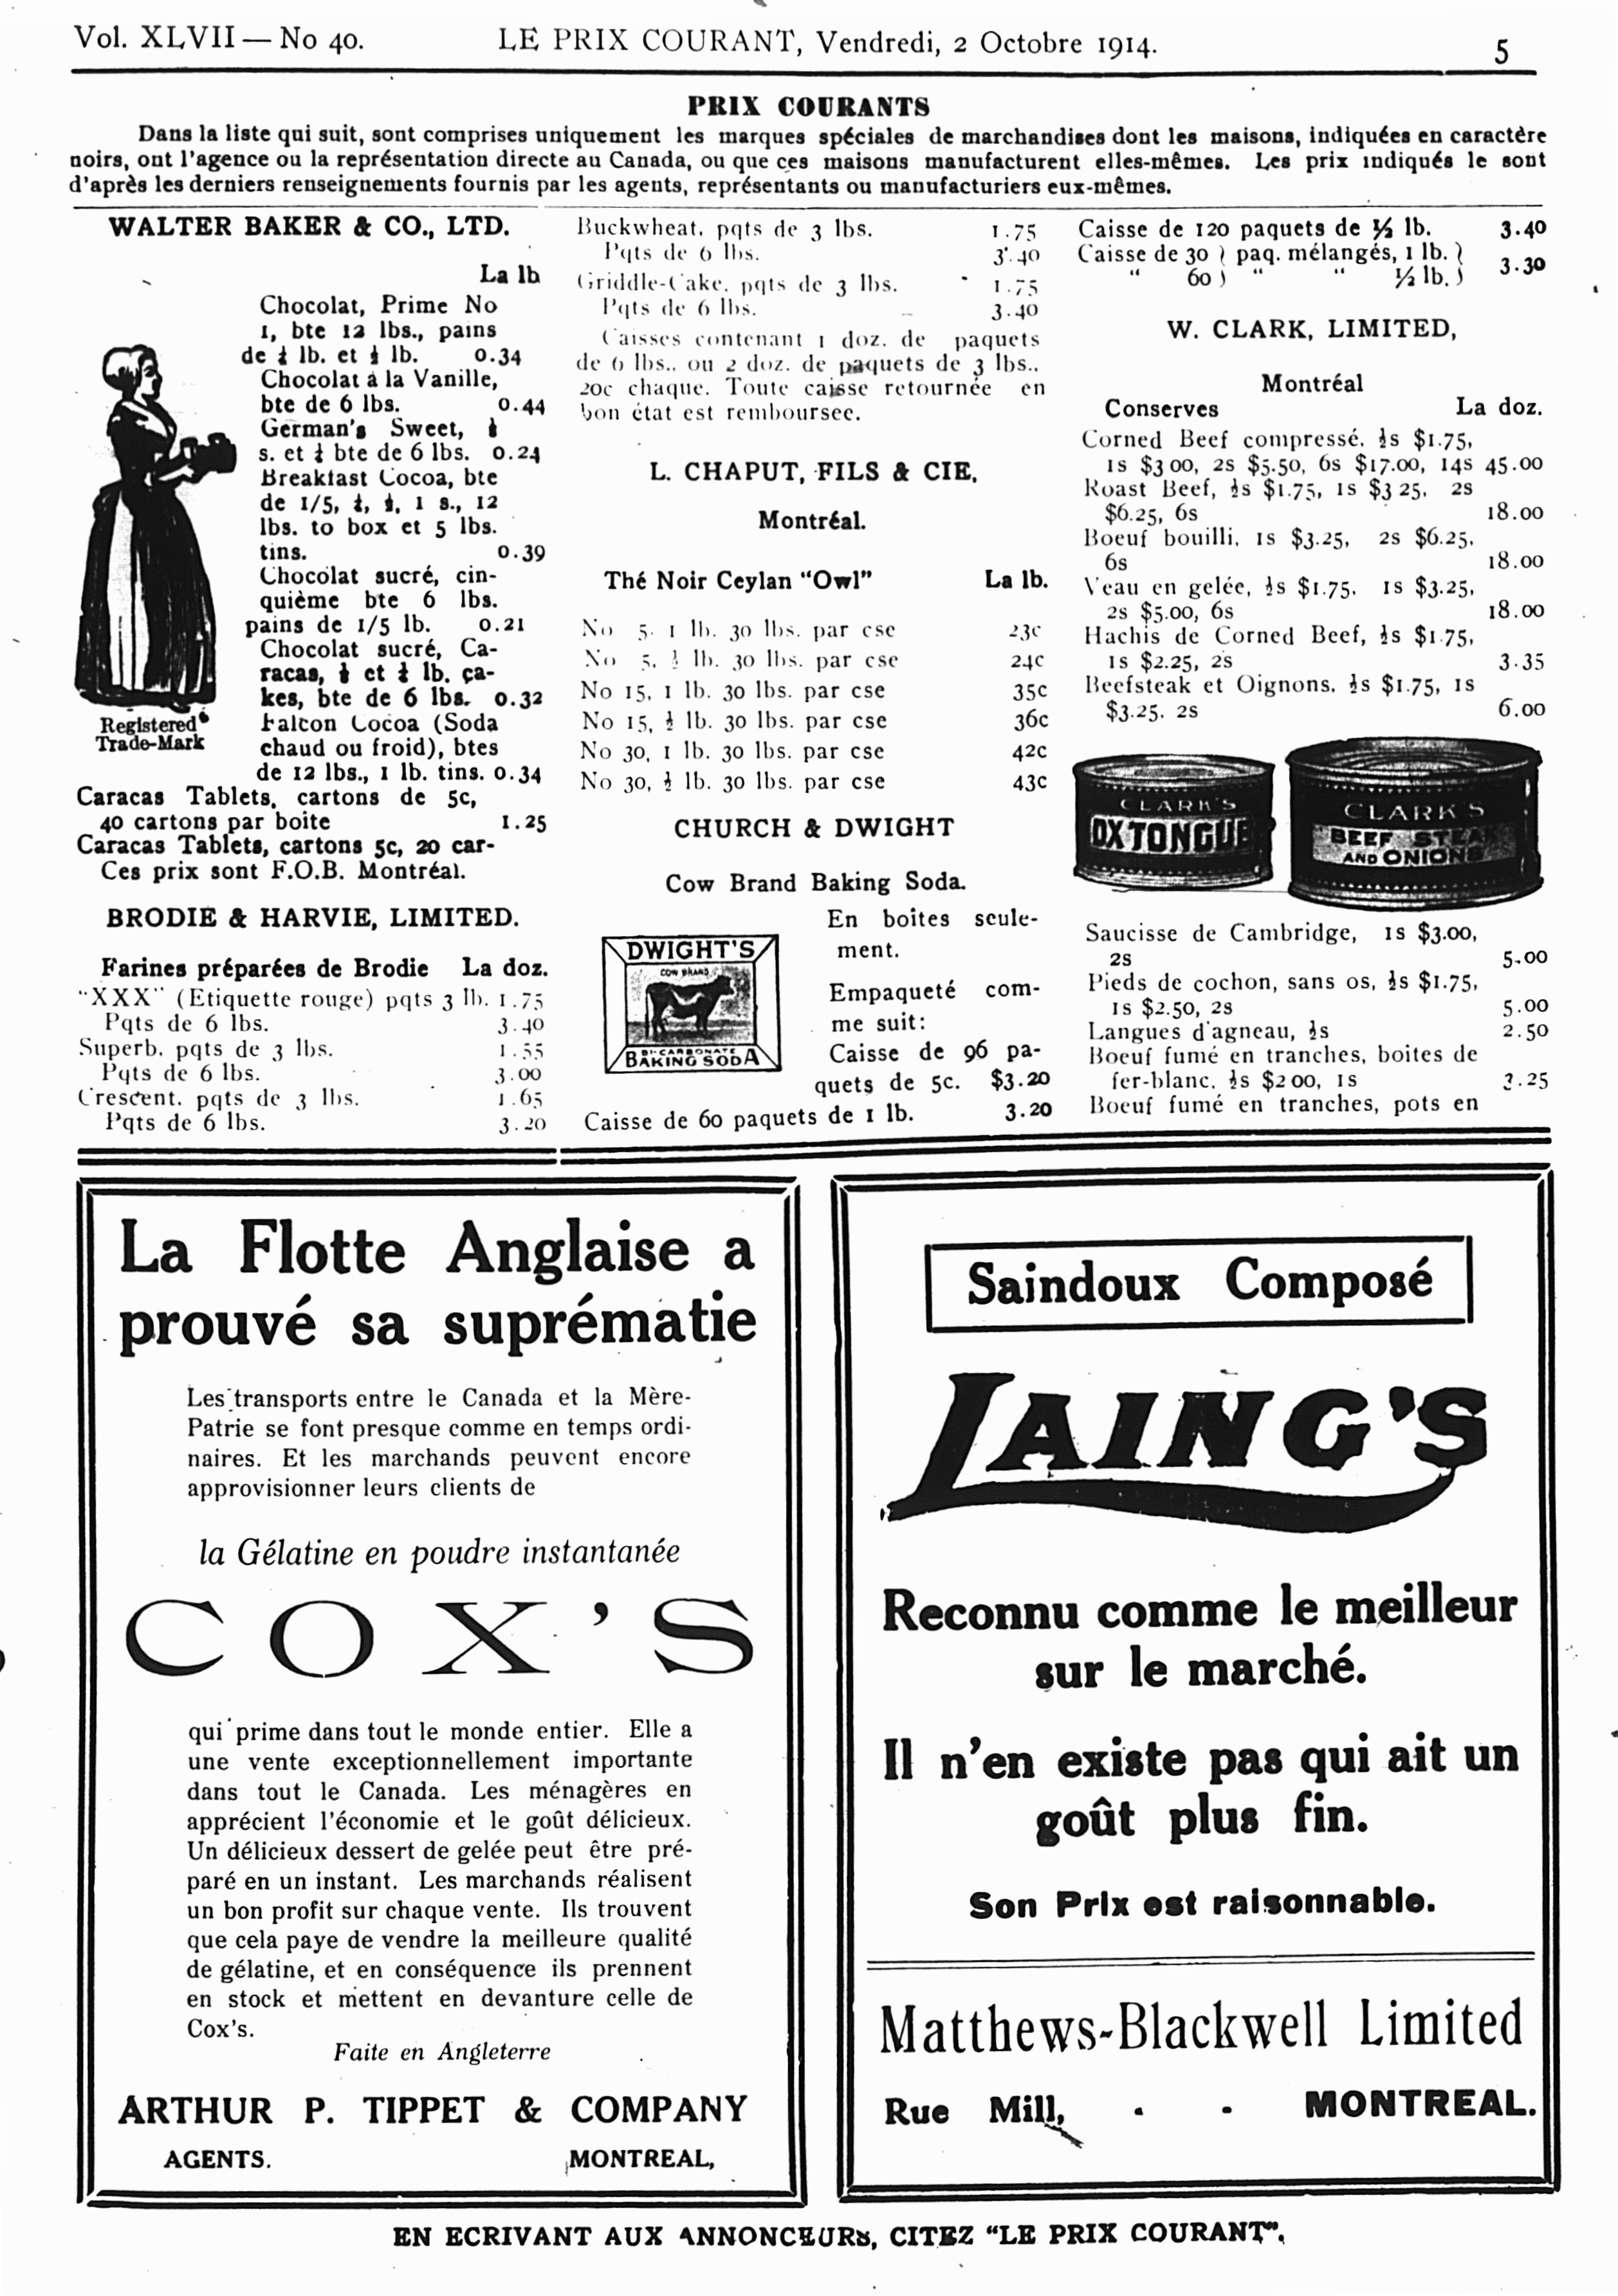 Vol. XLVII — No 40.
LE PRIX COURANT, Vendredi, 2 Octobre 1914.
5
PRIX COURANTS
Dans la liste qui suit, sont comprises uniquement les marques spéciales de marchandises dont les maisons, indiquées en caractère
noirs, ont l'agence ou la représentation directe au Canada, ou que ces maisons manufacturent elles-mêmes. Les prix indiqués le sont
d'après les derniers renseignements fournis par les agents, représentants ou manufacturiers eux-mêmes.
WALTER BAKER & CO., LTD.
La lb
Chocolat, Prime No
1, bte 12 lbs., pains
de ¼ lb. et ½ lb. 0.34
Chocolat à la Vanille,
bte de 6 lbs. 0.44
German's Sweet,
s. et ¼ bte de 6 lbs. 0.24
Breakfast Cocoa, bte
de 1/5, ¼, ½, 1 s., 12
lbs. to box et 5 lbs.
tins. 0.39
Chocolat sucré, cin-
quième bte 6 lbs.
pains de 1/5 lb. 0.21
Chocolat sucré, Ca-
racas, et lb. ça-
kes, bte de 6 lbs. 0.32
Falcon Cocoa (Soda
chaud ou froid), btes
de 12 lbs., 1 lb. tins. 0.34
Registered
Trade-Mark
Caracas Tablets, cartons de 5c,
40 cartons par boite 1.25
Caracas Tablets, cartons 5c, 20 car-
Ces prix sont F.O.B. Montréal.
BRODIE & HARVIE, LIMITED.
Farines préparées de Brodie La doz.
"XXX" (Etiquette rouge) pqts 3 lb. 1.75
Pqts de 6 lbs. 3.40
Superb. pqts de 3 lbs. 1.55
Pqts de 6 lbs. 3.00
Crescent. pqts de 3 lbs. 1.65
Pqts de 6 lbs. 3.20
Buckwheat, pqts de 3 lbs. 1.75
Pqts de 6 lbs. 3.40
Griddle-Cake. pqts de 3 lbs. 1.75
Pqts de 6 lbs. 3.40
Caisses contenant 1 doz. de paquets
de 6 lbs.. ou 2 doz. de paquets de 3 lbs..
20c chaque. Toute caisse retournée en
bon état est remboursee.
L. CHAPUT, FILS & CIE,
Montréal.
Thé Noir Ceylan "Owl" La lb.
No 5. 1 lb. 30 lbs. par cse 23c
No 5, ½ lb. 30 lbs. par cse 24c
No 15, 1 lb. 30 lbs. par cse 35c
No 15, ½ lb. 30 lbs. par cse 36c
No 30, 1 lb. 30 lbs. par cse 42c
No 30, ½ lb. 30 lbs. par cse 43c
CHURCH & DWIGHT
Cow Brand Baking Soda.
DWIGHT'S
COW BRAND
BI-CARBONATE
BAKING SODA
En boîtes seule-
ment.
Empaqueté com-
me suit:
Caisse de 96 pa-
quets de 5c. $3.20
Caisse de 60 paquets de 1 lb. 3.20
Caisse de 120 paquets de ½ lb. 3.40
Caisse de 30 ) paq. mélangés, 1 lb. )
" 60 ) " " ½ lb. ) 3.30
W. CLARK, LIMITED,
Montréal
Conserves La doz.
Corned Beef compressé. ½s $1.75,
1s $3 00, 2s $5.50, 6s $17.00, 14s 45.00
Roast Beef, ½s $1.75, 1s $3 25, 2s
$6.25, 6s 18.00
Boeuf bouilli, 1s $3.25, 2s $6.25,
6s 18.00
Veau en gelée, ½s $1.75, 1s $3.25,
2s $5.00, 6s 18.00
Hachis de Corned Beef, ½s $1.75,
1s $2.25, 2s 3.35
Beefsteak et Oignons. ½s $1.75, 1s
$3.25. 2s 6.00
CLARK'S
OX TONGUE
CLARK'S
BEEF STEAK
AND ONIONS
Saucisse de Cambridge, 1s $3.00,
2s 5.00
Pieds de cochon, sans os, ½s $1.75,
1s $2.50, 2s 5.00
Langues d'agneau, ½s 2.50
Boeuf fumé en tranches, boites de
fer-blanc. ½s $2 00, 1s 3.25
Boeuf fumé en tranches, pots en
La Flotte Anglaise a
prouvé sa suprématie
Les transports entre le Canada et la Mère-
Patrie se font presque comme en temps ordi-
naires. Et les marchands peuvent encore
approvisionner leurs clients de
la Gélatine en poudre instantanée
COX'S
qui prime dans tout le monde entier. Elle a
une vente exceptionnellement importante
dans tout le Canada. Les ménagères en
apprécient l'économie et le goût délicieux.
Un délicieux dessert de gelée peut être pré-
paré en un instant. Les marchands réalisent
un bon profit sur chaque vente. Ils trouvent
que cela paye de vendre la meilleure qualité
de gélatine, et en conséquence ils prennent
en stock et mettent en devanture celle de
Cox's.
Faite en Angleterre
ARTHUR P. TIPPET & COMPANY
AGENTS. MONTREAL,
Saindoux Composé
LAING'S
Reconnu comme le meilleur
sur le marché.
Il n'en existe pas qui ait un
goût plus fin.
Son Prix est raisonnable.
Matthews-Blackwell Limited
Rue Mill, - - MONTREAL.
EN ECRIVANT AUX ANNONCEURS, CITEZ "LE PRIX COURANT".